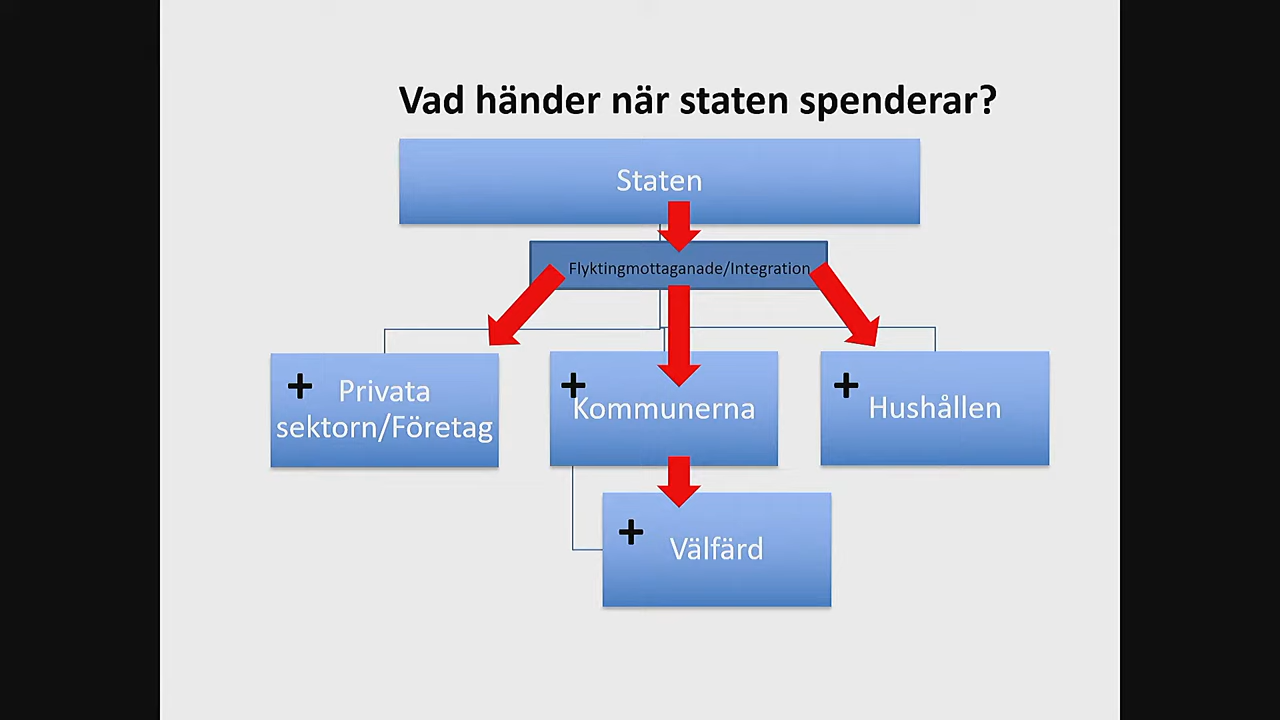 Vad händer när staten spenderar?
Staten
Flyktingmottaganade/Integration
+ Privata
sektorn/Företag
+ Kommunerna
+ Hushållen
+ Välfärd